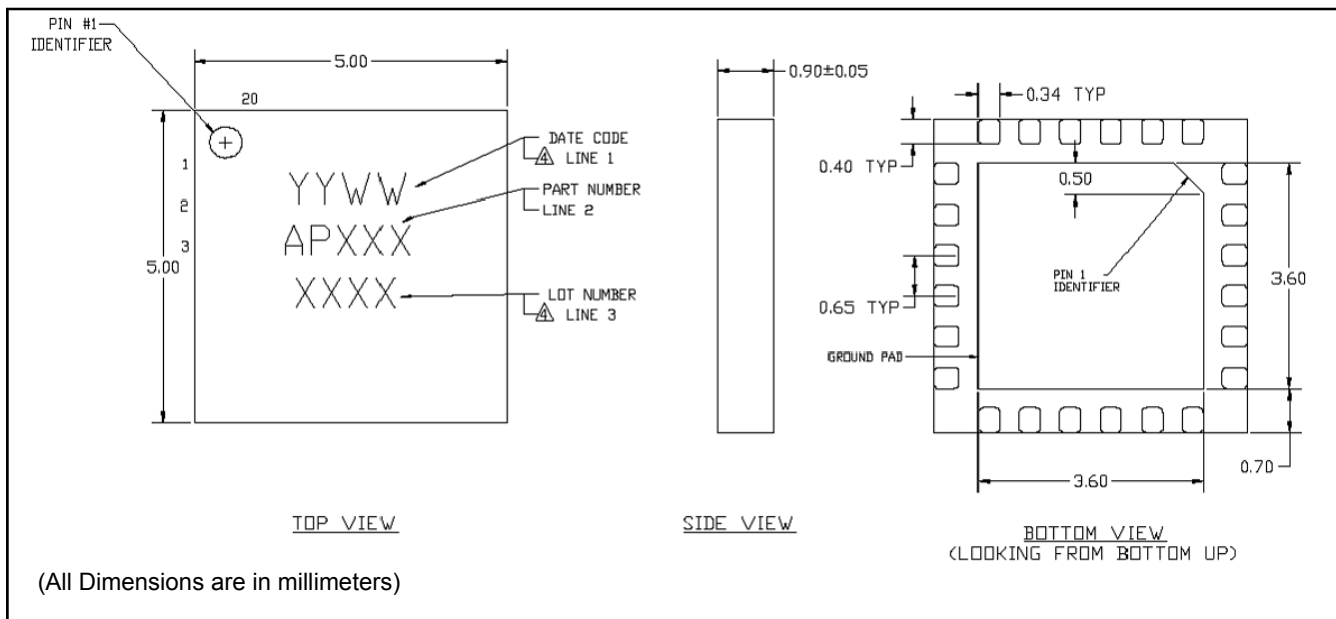 PIN #1
IDENTIFIER
5.00
20
1
2
3
5.00
YYWW
APXXX
XXXX
DATE CODE
4 LINE 1
PART NUMBER
LINE 2
LOT NUMBER
4 LINE 3
TOP VIEW
0.90±0.05
SIDE VIEW
0.34 TYP
0.40 TYP
0.50
PIN 1
IDENTIFIER
3.60
0.65 TYP
GROUND PAD
0.70
3.60
BOTTOM VIEW
(LOOKING FROM BOTTOM UP)
(All Dimensions are in millimeters)